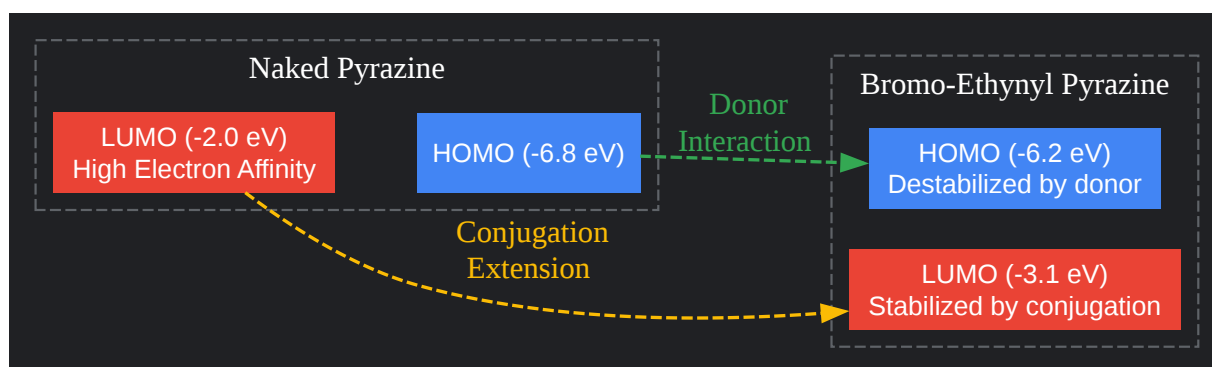 Naked Pyrazine
LUMO (-2.0 eV)
High Electron Affinity
HOMO (-6.8 eV)
Donor
Interaction
Conjugation
Extension
Bromo-Ethynyl Pyrazine
HOMO (-6.2 eV)
Destabilized by donor
LUMO (-3.1 eV)
Stabilized by conjugation